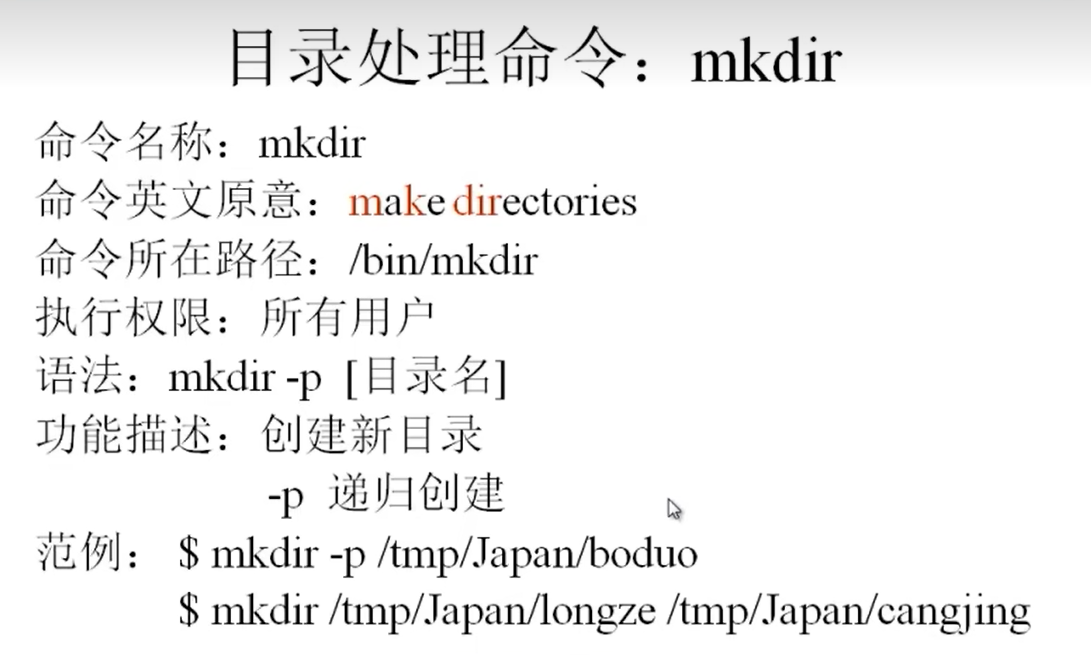 目录处理命令：mkdir
命令名称：mkdir
命令英文原意：make directories
命令所在路径：/bin/mkdir
执行权限：所有用户
语法：mkdir -p [目录名]
功能描述：创建新目录
-p 递归创建
范例： $ mkdir -p /tmp/Japan/boduo
$ mkdir /tmp/Japan/longze /tmp/Japan/cangjing